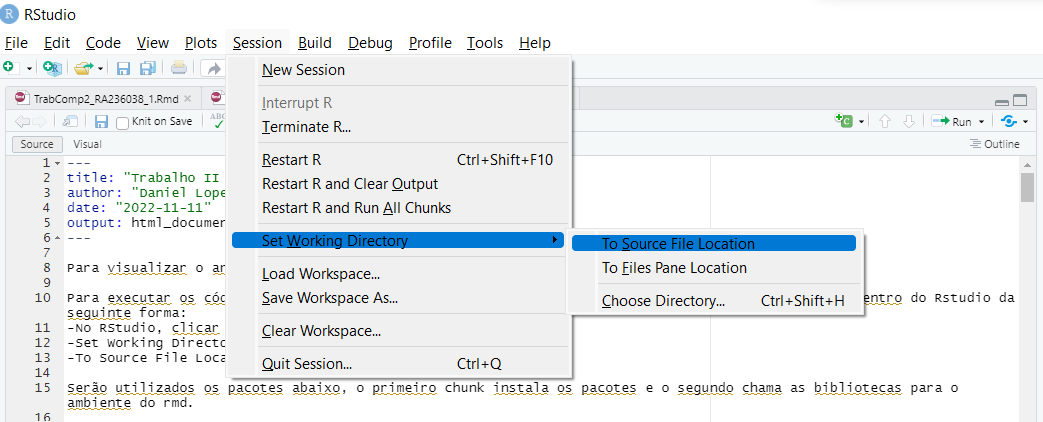 RStudio
File Edit Code View Plots Session Build Debug Profile Tools Help
New Session
Interrupt R
Terminate R...
Restart R Ctrl+Shift+F10
Restart R and Clear Output
Restart R and Run All Chunks
Set Working Directory
Load Workspace...
Save Workspace As...
Clear Workspace...
Quit Session... Ctrl+Q
To Source File Location
To Files Pane Location
Choose Directory... Ctrl+Shift+H
TrabComp2_RA236038_1.Rmd
Knit on Save ABC Run
Source Visual Outline
1 ---
2 title: "Trabalho II
3 author: "Daniel Lope
4 date: "2022-11-11"
5 output: html_documen
6 ---
7
8 Para visualizar o
9
10 Para executar os do Rstudio da
seguinte forma:
11 -No RStudio, clicar
12 -Set Working Directo
13 -To Source File Loca
14
15 Serão utilizados os pacotes abaixo, o primeiro chunk instala os pacotes e o segundo chama as bibliotecas para o
ambiente do rmd.
16